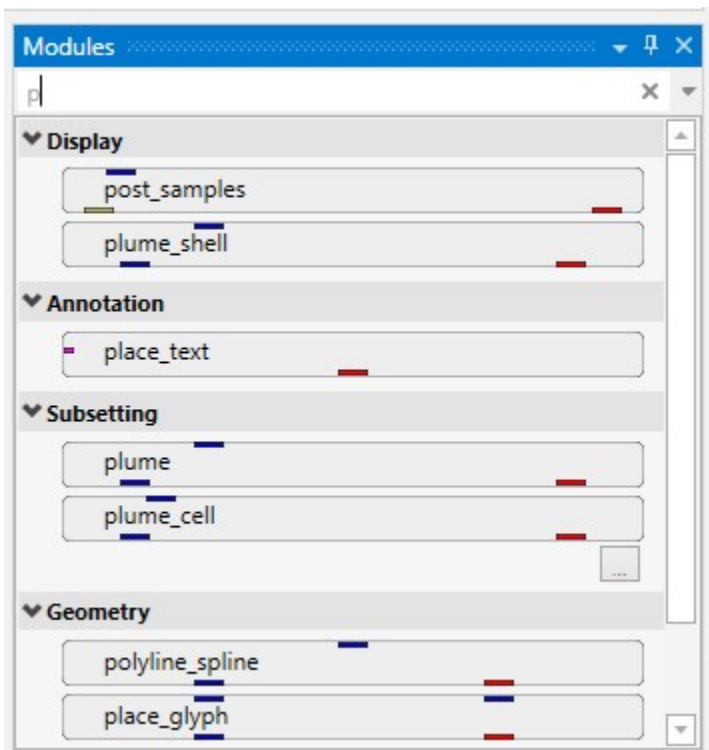 Modules
p
Display
post_samples
plume_shell
Annotation
place_text
Subsetting
plume
plume_cell
...
Geometry
polyline_spline
place_glyph